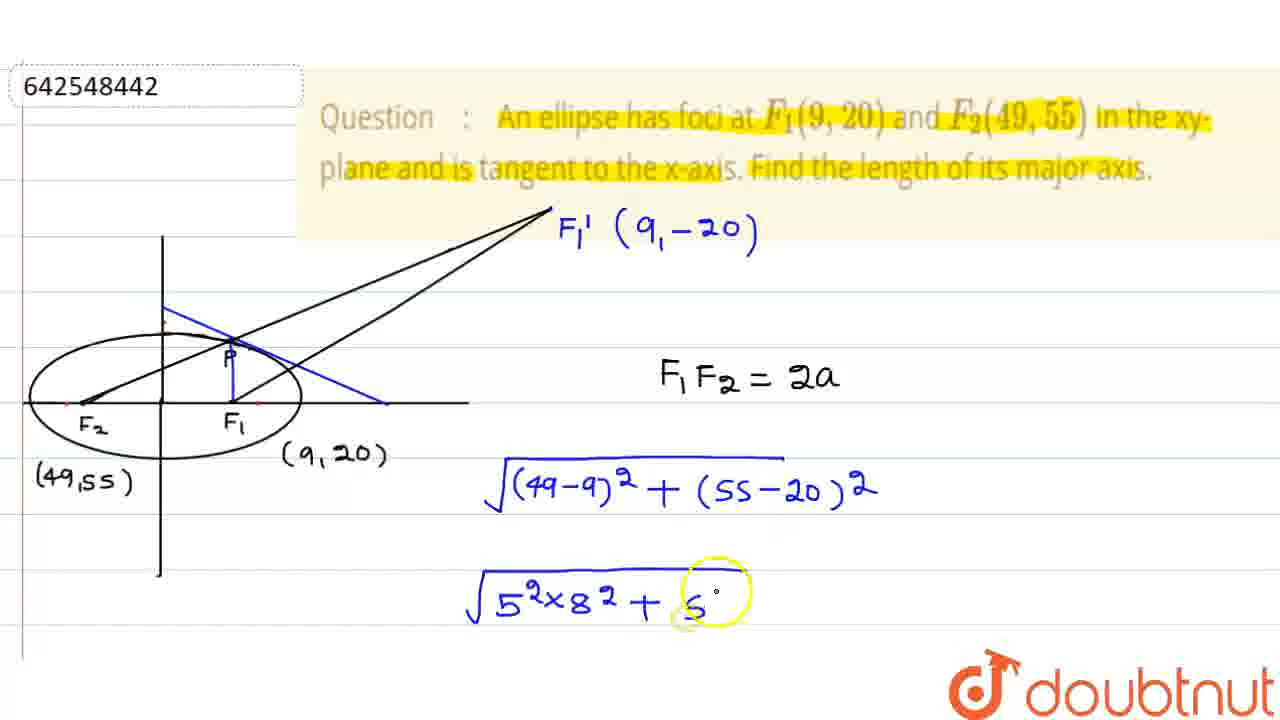 642548442
Question : An ellipse has foci at F₁(9, 20) and F₂(49, 55) In the xy-
plane and is tangent to the x-axis. Find the length of its major axis.
F₁' (9, -20)
P
F₁ F₂ = 2a
F₂
F₁
(49,55)
(9, 20)
√(49-9)² + (55-20)²
√5²×8² + 5
doubtnut